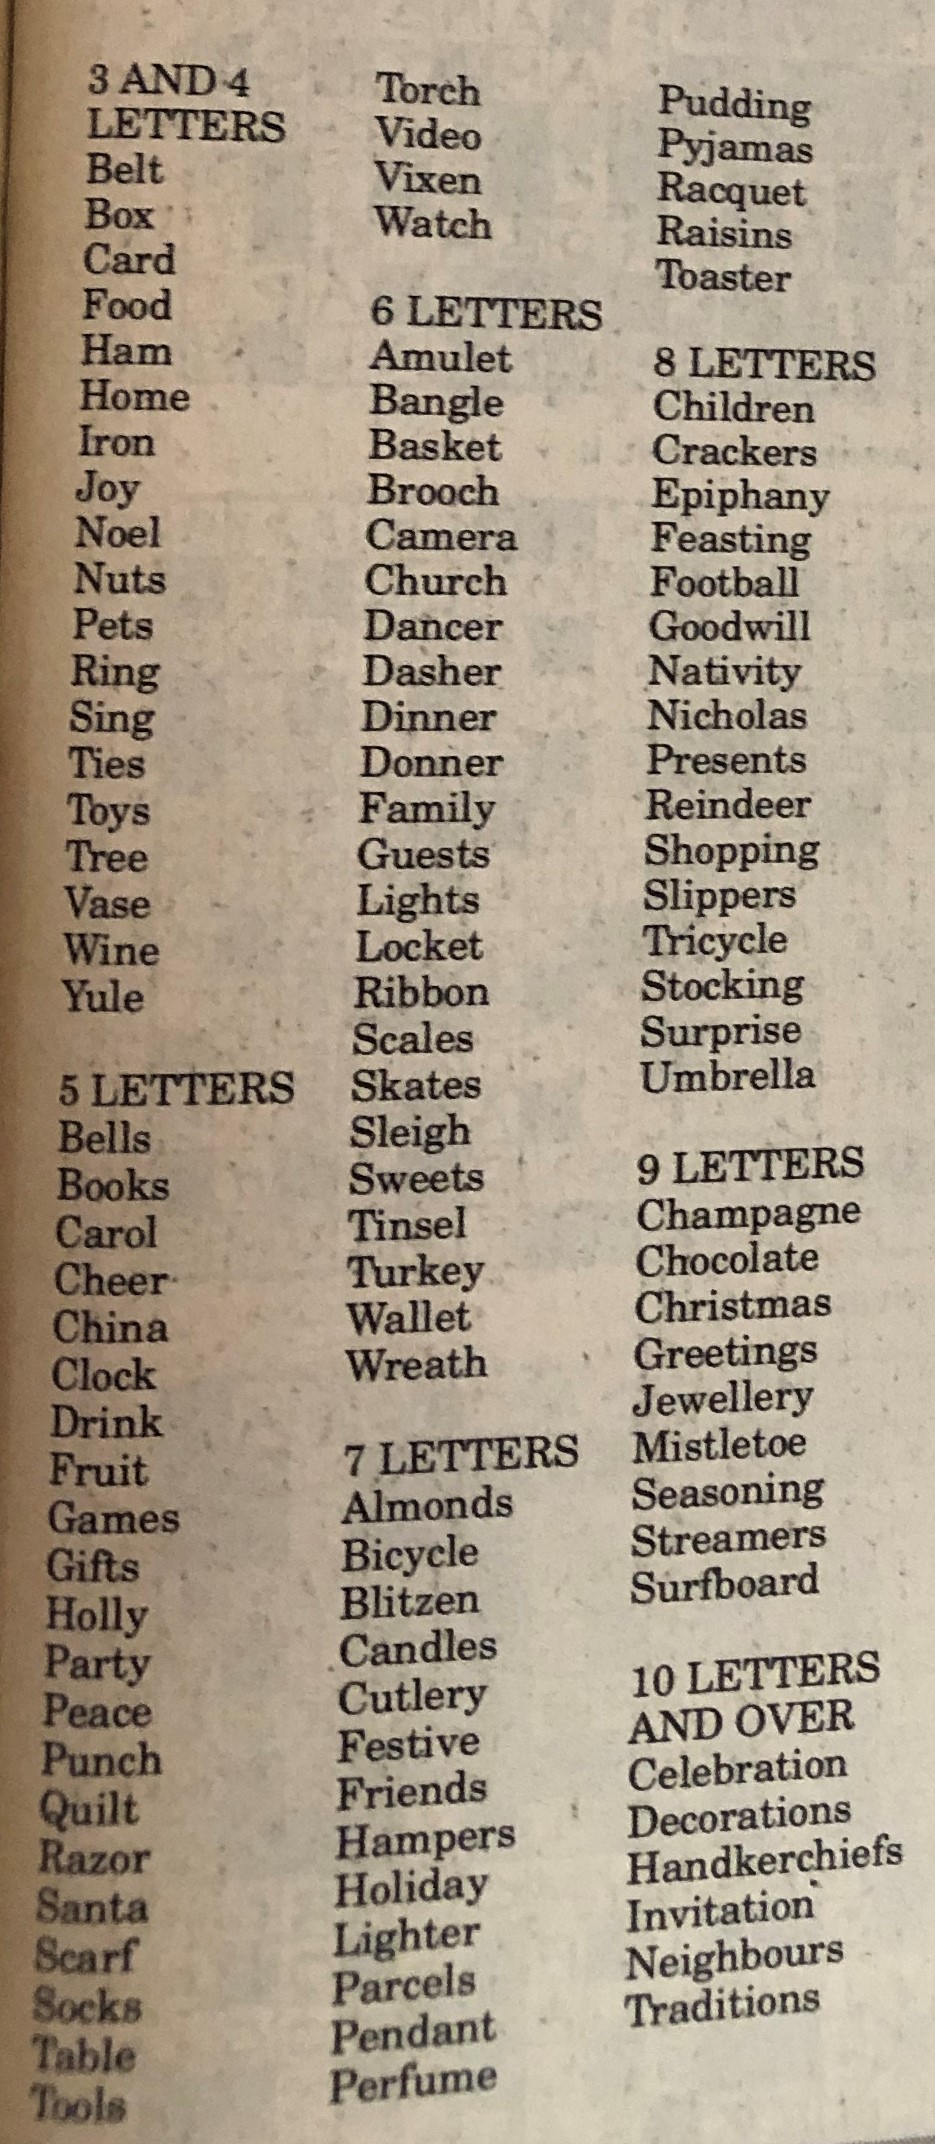 3 AND 4
LETTERS
Belt
Box
Card
Food
Ham
Home
Iron
Joy
Noel
Nuts
Pets
Ring
Sing
Ties
Toys
Tree
Vase
Wine
Yule
5 LETTERS
Bells
Books
Carol
Cheer
China
Clock
Drink
Fruit
Games
Gifts
Holly
Party
Peace
Punch
Quilt
Razor
Santa
Scarf
Socks
Table
Tools
Torch
Video
Vixen
Watch
6 LETTERS
Amulet
Bangle
Basket
Brooch
Camera
Church
Dancer
Dasher
Dinner
Donner
Family
Guests
Lights
Locket
Ribbon
Scales
Skates
Sleigh
Sweets
Tinsel
Turkey
Wallet
Wreath
7 LETTERS
Almonds
Bicycle
Blitzen
Candles
Cutlery
Festive
Friends
Hampers
Holiday
Lighter
Parcels
Pendant
Perfume
Pudding
Pyjamas
Racquet
Raisins
Toaster
8 LETTERS
Children
Crackers
Epiphany
Feasting
Football
Goodwill
Nativity
Nicholas
Presents
Reindeer
Shopping
Slippers
Tricycle
Stocking
Surprise
Umbrella
9 LETTERS
Champagne
Chocolate
Christmas
Greetings
Jewellery
Mistletoe
Seasoning
Streamers
Surfboard
10 LETTERS
AND OVER
Celebration
Decorations
Handkerchiefs
Invitation
Neighbours
Traditions